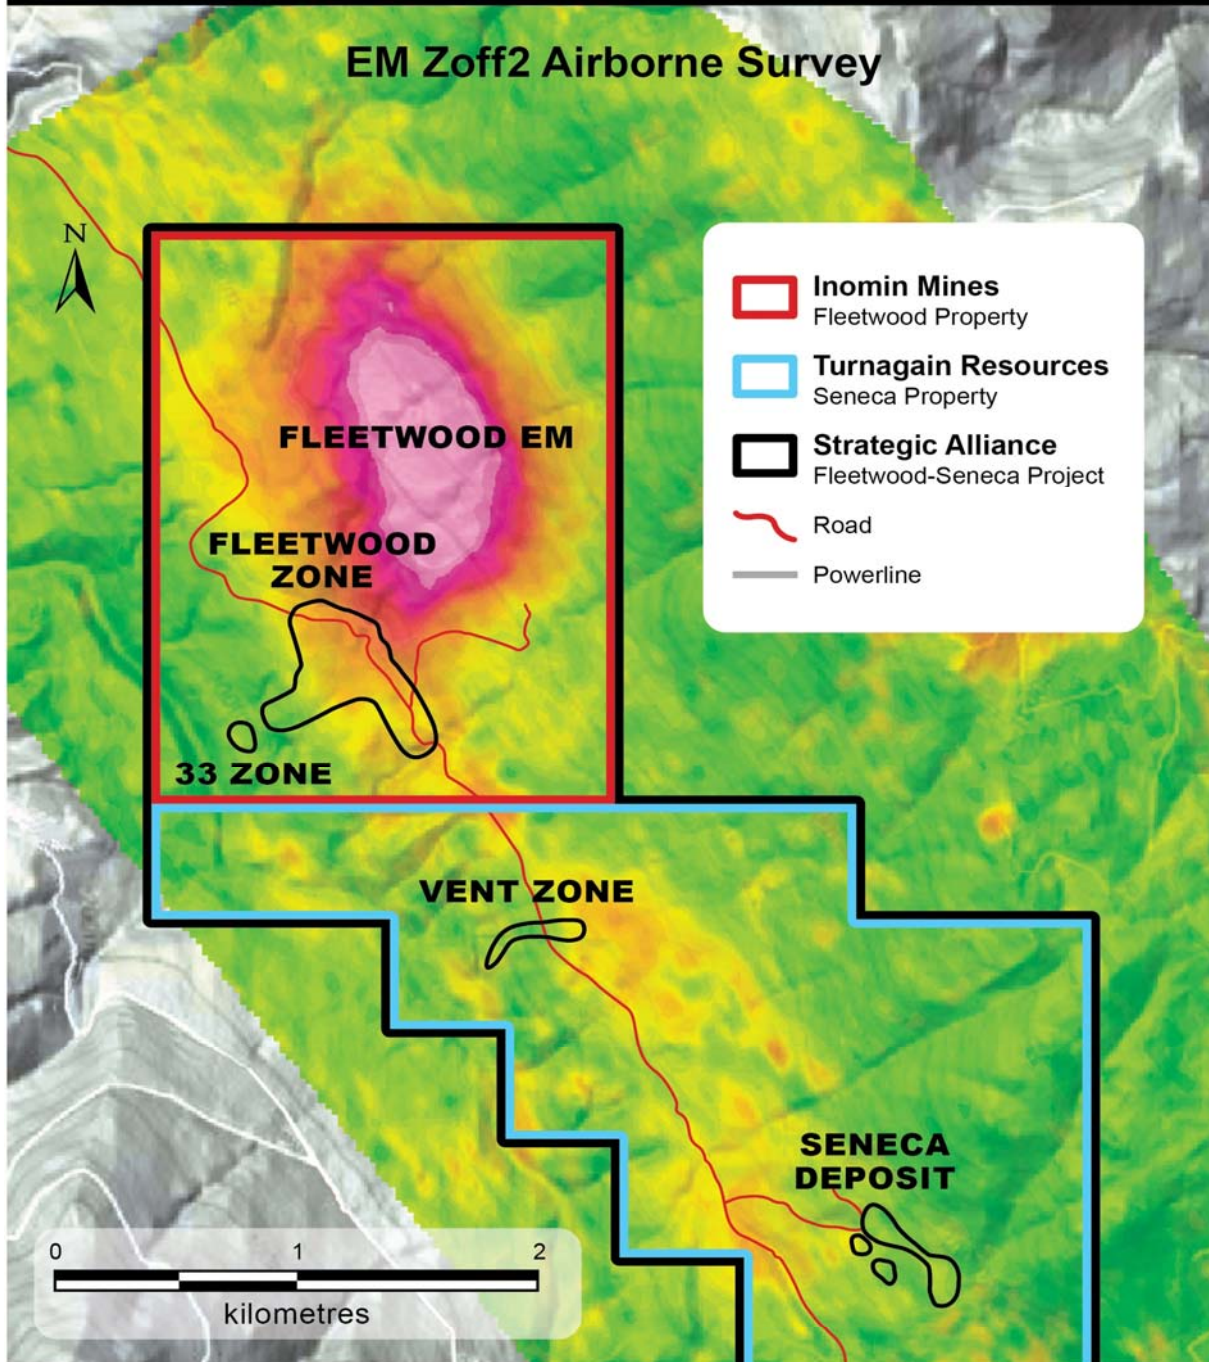 EM Zoff2 Airborne Survey
N
Inomin Mines
Fleetwood Property
Turnagain Resources
Seneca Property
Strategic Alliance
Fleetwood-Seneca Project
Road
Powerline
FLEETWOOD EM
FLEETWOOD
ZONE
33 ZONE
VENT ZONE
SENECA
DEPOSIT
0 1 2
kilometres